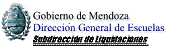 Gobierno de Mendoza
Dirección General de Escuelas
Subdirección de Liquidaciones